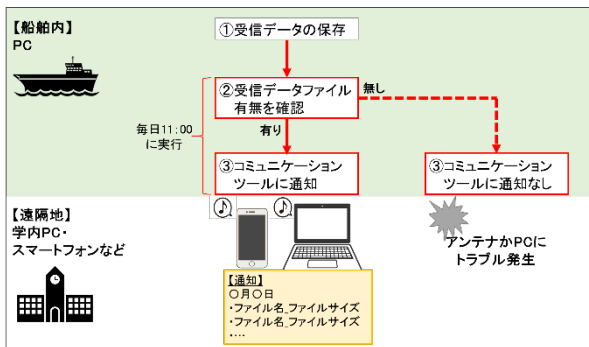 【船舶内】
PC
①受信データの保存
②受信データファイル
有無を確認
無し
毎日11:00
に実行
有り
③コミュニケーション
ツールに通知
③コミュニケーション
ツールに通知なし
【遠隔地】
学内PC・
スマートフォンなど
アンテナかPCに
トラブル発生
【通知】
〇月〇日
・ファイル名_ファイルサイズ
・ファイル名_ファイルサイズ
・…